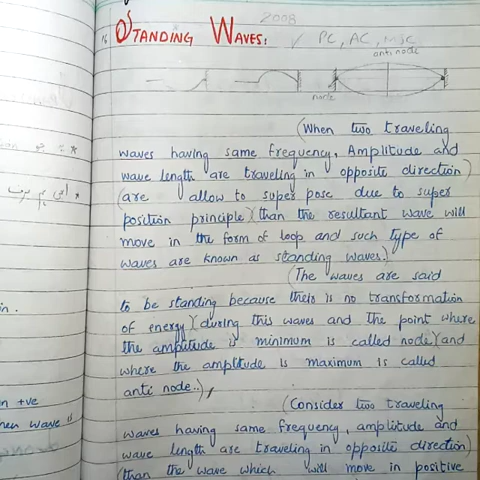 2008
16 STANDING WAVES: ✓ PC, AC, MJC
anti node
node
(When two traveling
waves having same frequency, Amplitude and
wave length are traveling in opposite direction)
(are allow to super pose due to super
position principle) than the resultant wave will
move in the form of loop and such type of
waves are known as standing waves.)
(The waves are said
to be standing because their is no transformation
of energy) (during this waves and the point where
the amplitude is minimum is called node) (and
where the ampltude is maximum is called
anti node..),
(Consider two traveling
waves having same frequency, amplitude and
wave length are traveling in opposite direction)
(than the wave which will move in positive
n.
n +ve
hen wave is